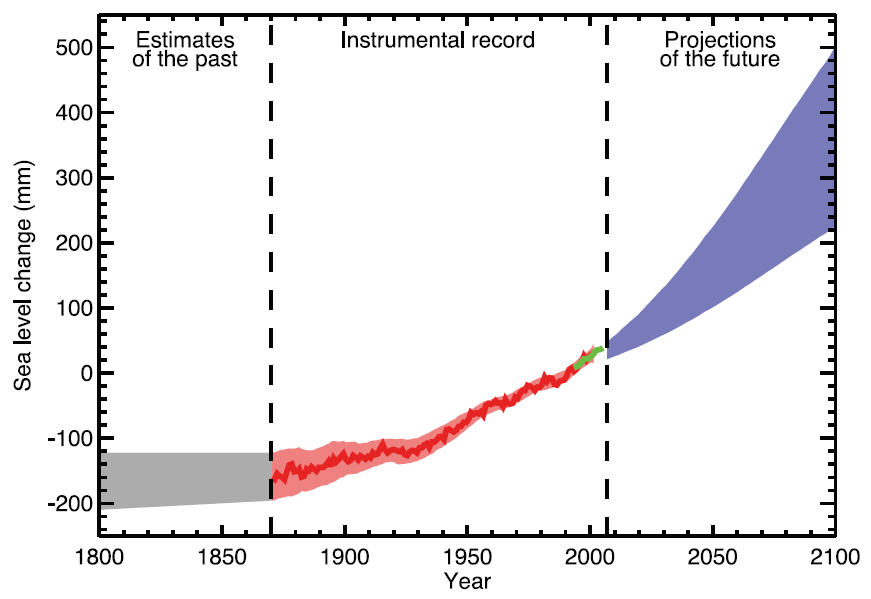 Estimates
of the past
Instrumental record
Projections
of the future
Sea level change (mm)
500
400
300
200
100
0
-100
-200
1800
1850
1900
1950
2000
2050
2100
Year